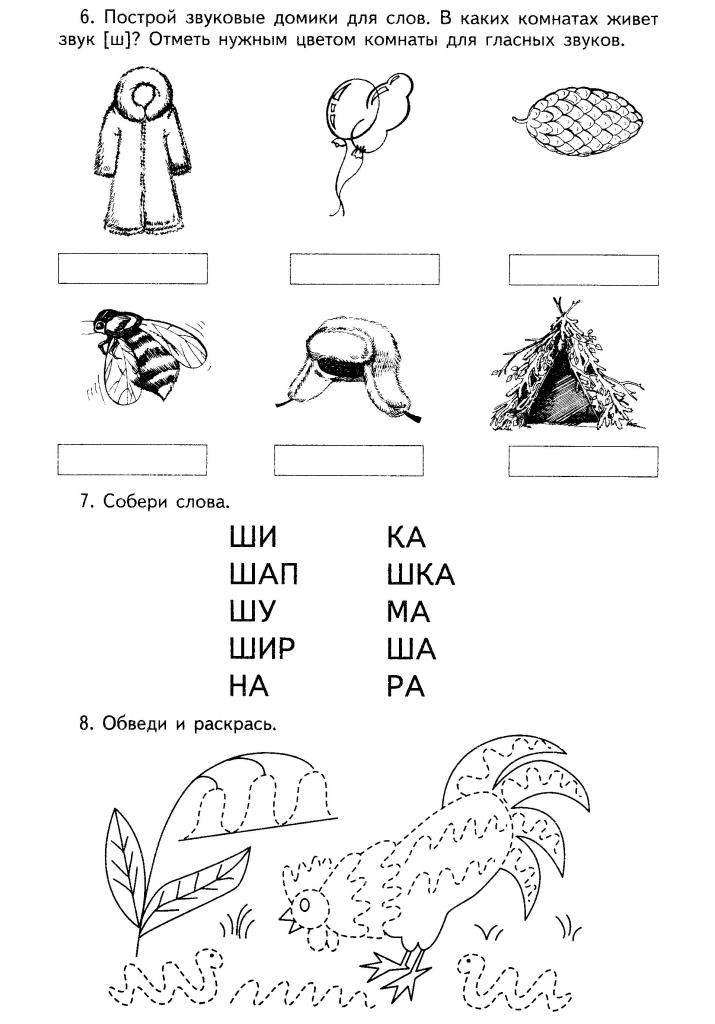 6. Построй звуковые домики для слов. В каких комнатах живет
звук [ш]? Отметь нужным цветом комнаты для гласных звуков.
7. Собери слова.
ШИ КА
ШАП ШКА
ШУ МА
ШИР ША
НА РА
8. Обведи и раскрась.